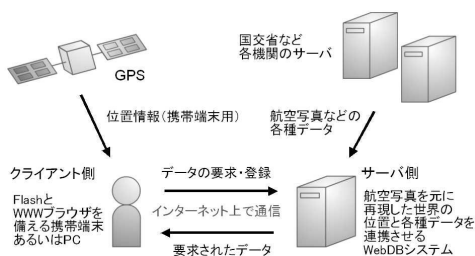 GPS
国交省など
各機関のサーバ
位置情報(携帯端末用)
航空写真などの
各種データ
クライアント側
データの要求・登録
サーバ側
Flashと
WWWブラウザを
備える携帯端末
あるいはPC
インターネット上で通信
要求されたデータ
航空写真を元に
再現した世界の
位置と各種データを
連携させる
WebDBシステム